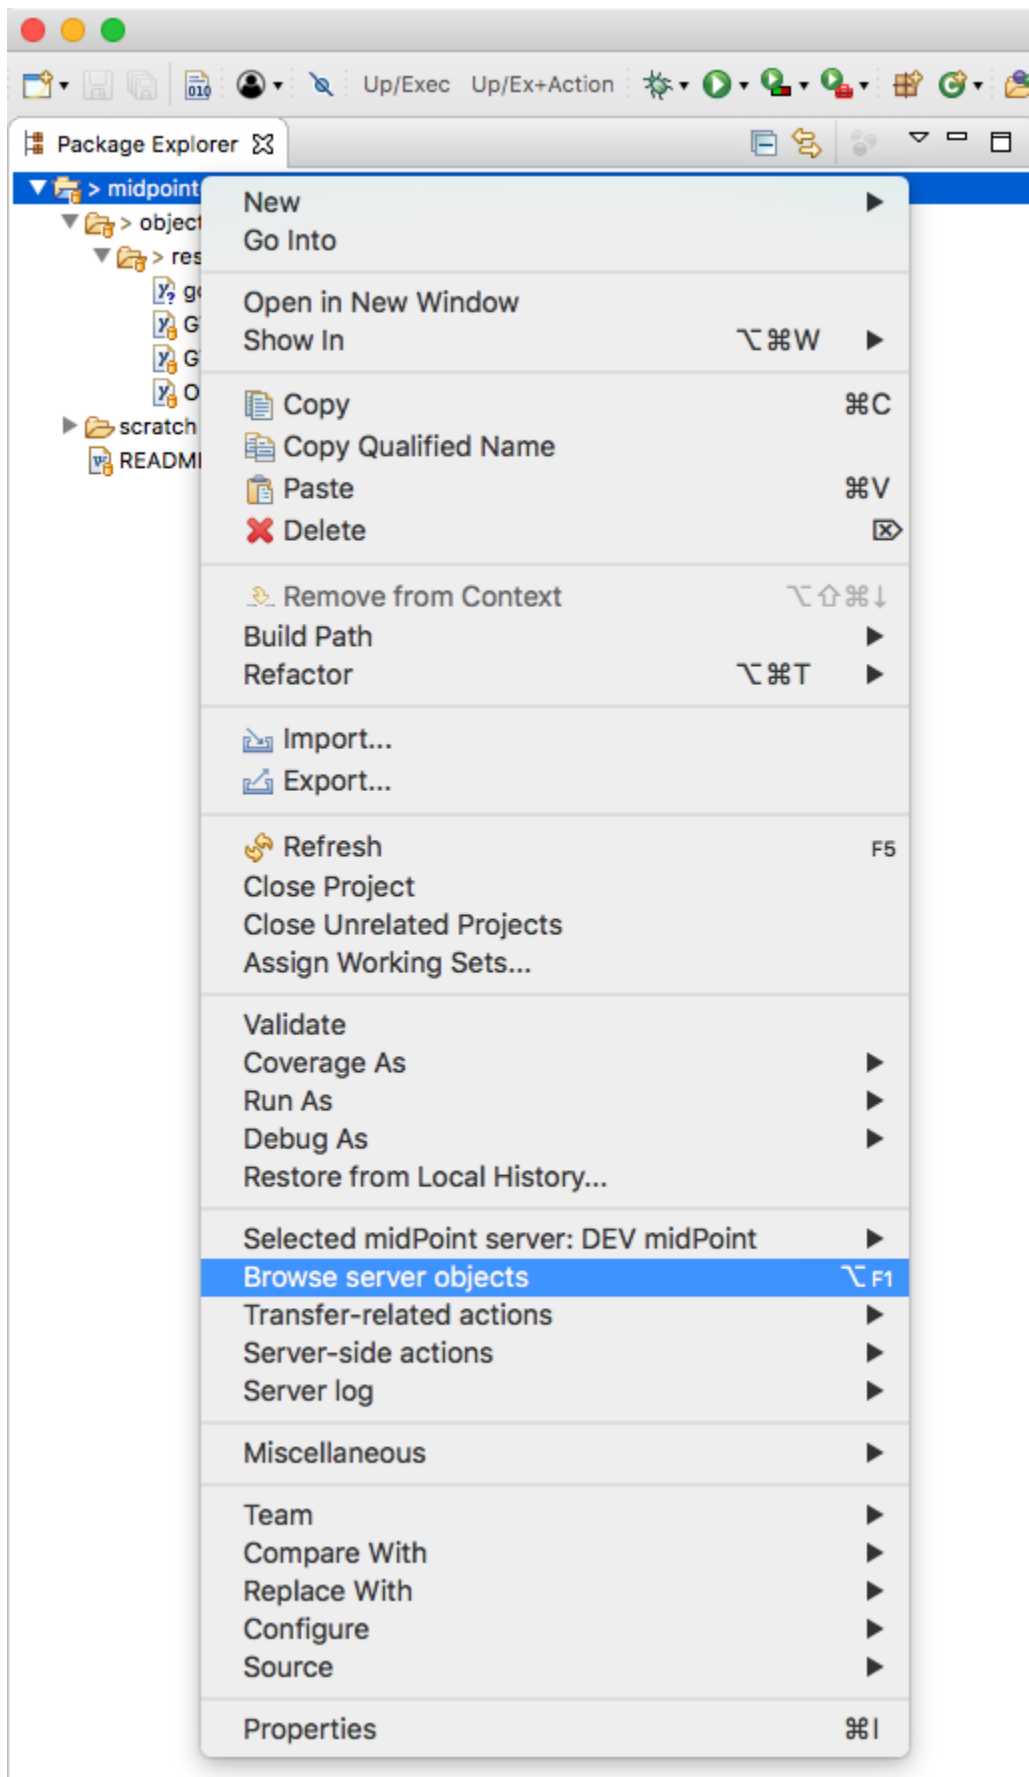 Up/Exec Up/Ex+Action
Package Explorer
> midpoint
> object
> res
G
G
O
scratch
READM
New
Go Into
Open in New Window
Show In ⌥⌘W
Copy ⌘C
Copy Qualified Name
Paste ⌘V
Delete ⌦
Remove from Context ⌥⇧⌘↓
Build Path
Refactor ⌥⌘T
Import...
Export...
Refresh F5
Close Project
Close Unrelated Projects
Assign Working Sets...
Validate
Coverage As
Run As
Debug As
Restore from Local History...
Selected midPoint server: DEV midPoint
Browse server objects ⌥F1
Transfer-related actions
Server-side actions
Server log
Miscellaneous
Team
Compare With
Replace With
Configure
Source
Properties ⌘I